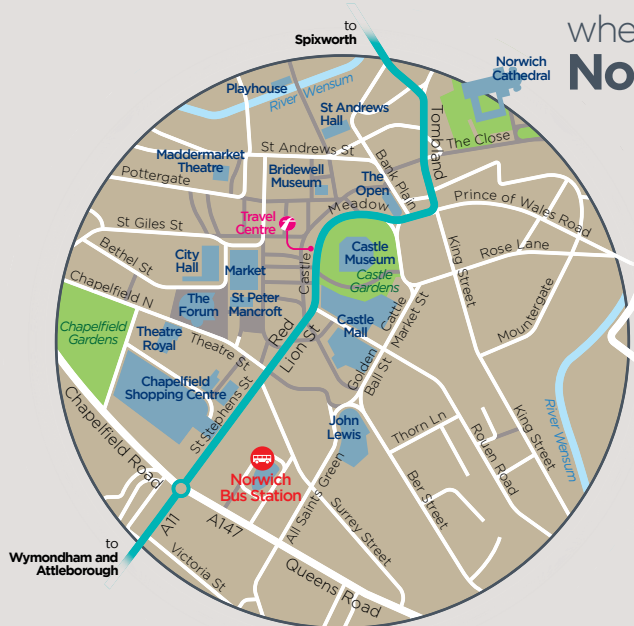 whe
No
to
Spixworth
Norwich
Cathedral
Playhouse
River Wensum
St Andrews
Hall
Tombland
The Close
St Andrews St
Bank Plain
Maddermarket
Theatre
Pottergate
Bridewell
Museum
The
Open
Meadow
Prince of Wales Road
Travel
Centre
St Giles St
Castle
King Street
Rose Lane
Bethel St
City
Hall
Market
Castle
Museum
Castle
Gardens
Chapelfield N
The
Forum
St Peter
Mancroft
Cattle
Market St
Mountergate
Chapelfield
Gardens
Theatre
Royal
Theatre St
Red
Lion St
Castle
Mall
Golden
Ball St
Chapelfield
Shopping Centre
St Stephens St
John
Lewis
Thorn Ln
Rouen Road
King Street
River Wensum
Chapelfield Road
Norwich
Bus Station
All Saints Green
Surrey Street
Ber Street
A11
A147
Victoria St
Queens Road
to
Wymondham and
Attleborough